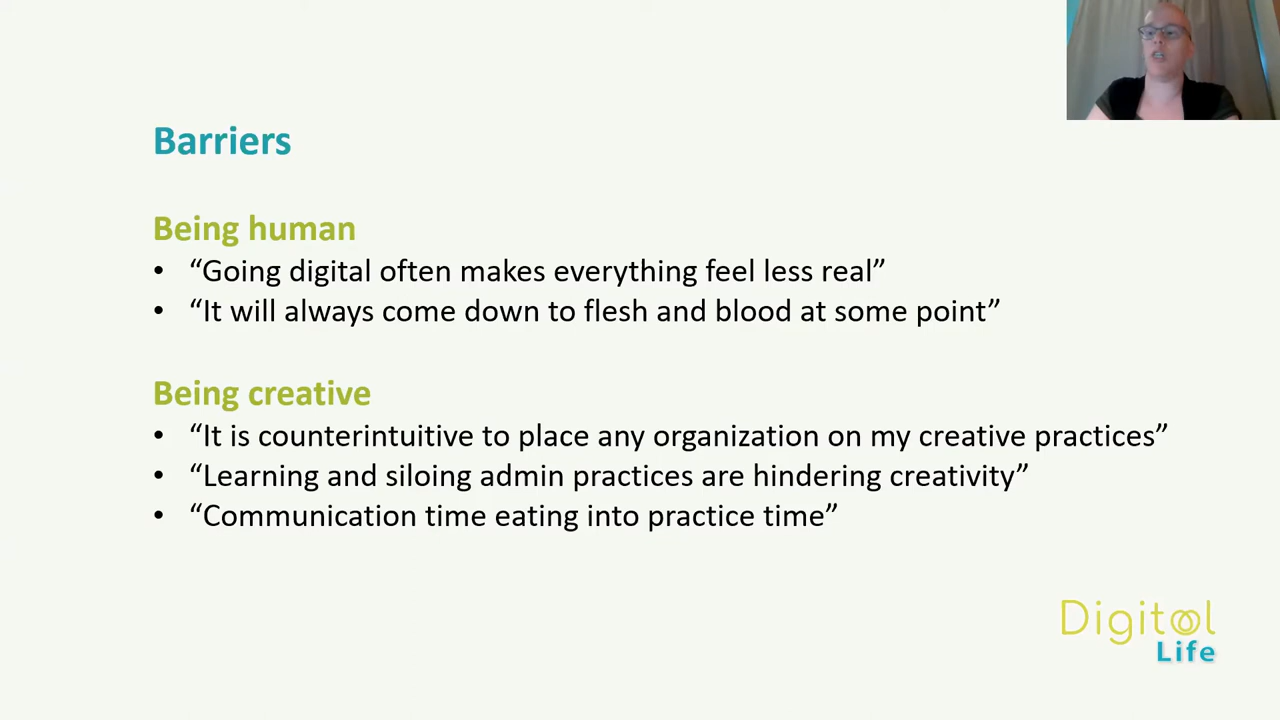 Barriers
Being human
• “Going digital often makes everything feel less real”
• “It will always come down to flesh and blood at some point”
Being creative
• “It is counterintuitive to place any organization on my creative practices”
• “Learning and siloing admin practices are hindering creativity”
• “Communication time eating into practice time”
Digitool
Life